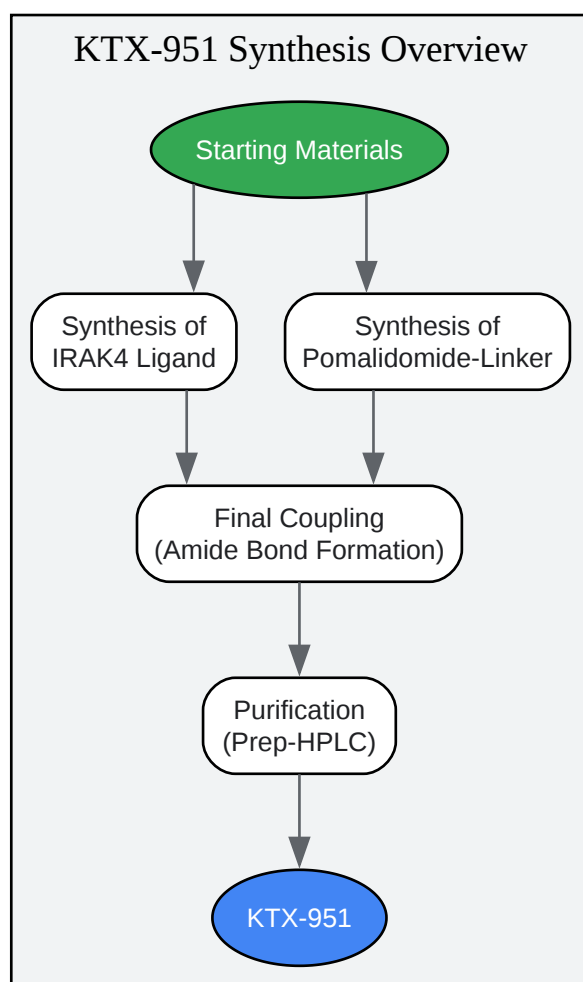 KTX-951 Synthesis Overview
Starting Materials
Synthesis of
IRAK4 Ligand
Synthesis of
Pomalidomide-Linker
Final Coupling
(Amide Bond Formation)
Purification
(Prep-HPLC)
KTX-951